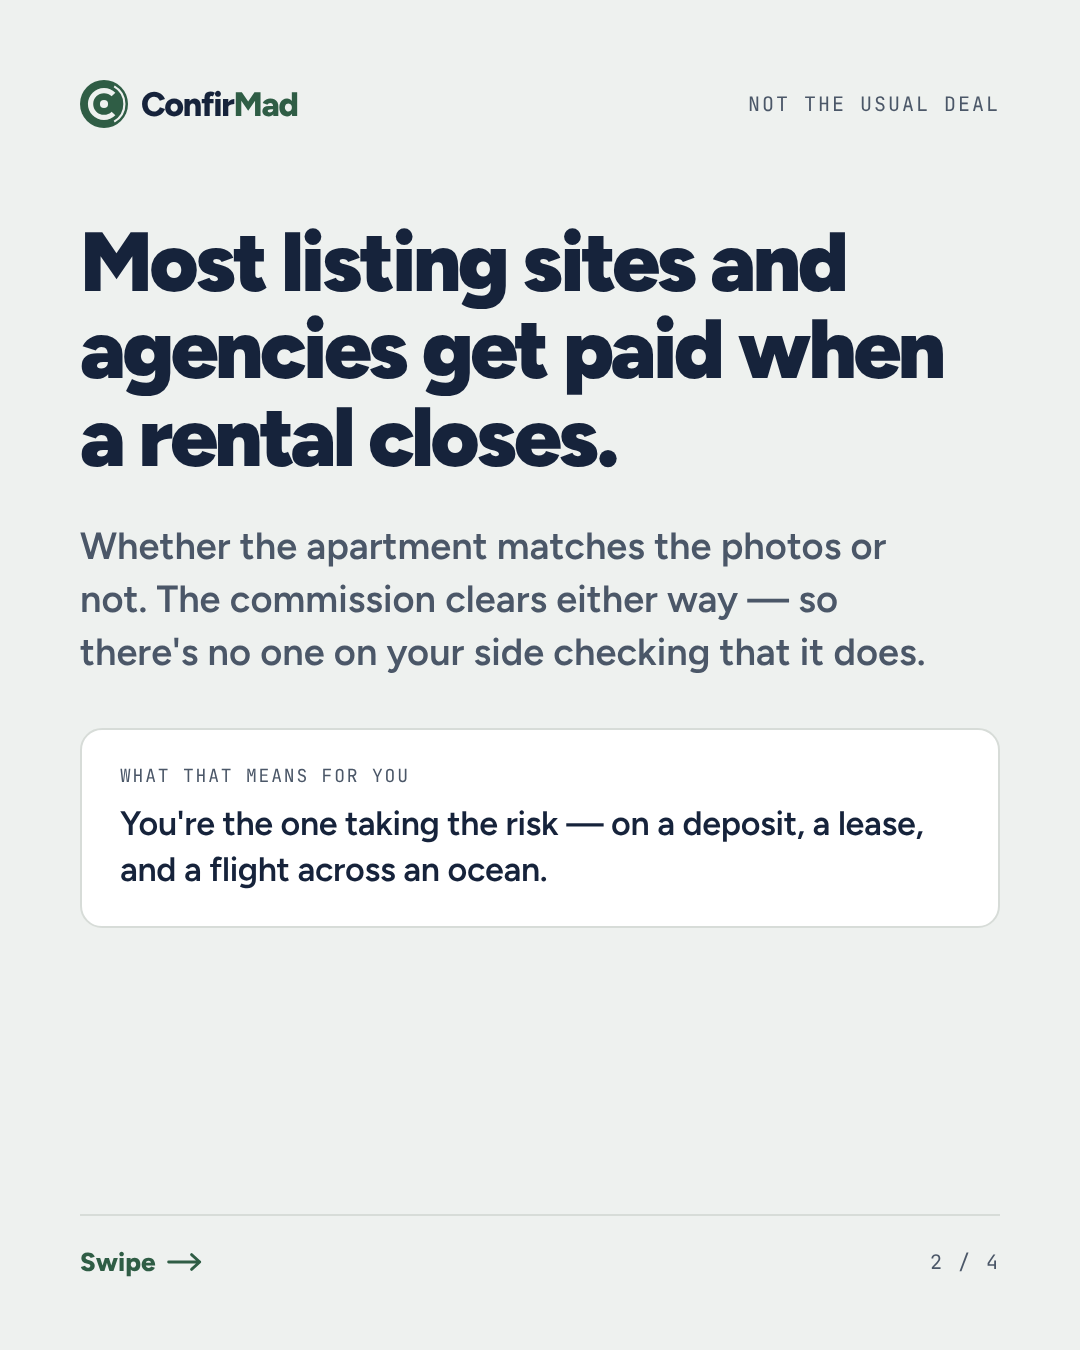 ConfirMad
NOT THE USUAL DEAL
Most listing sites and
agencies get paid when
a rental closes.
Whether the apartment matches the photos or
not. The commission clears either way — so
there's no one on your side checking that it does.
WHAT THAT MEANS FOR YOU
You're the one taking the risk — on a deposit, a lease,
and a flight across an ocean.
Swipe →
2 / 4